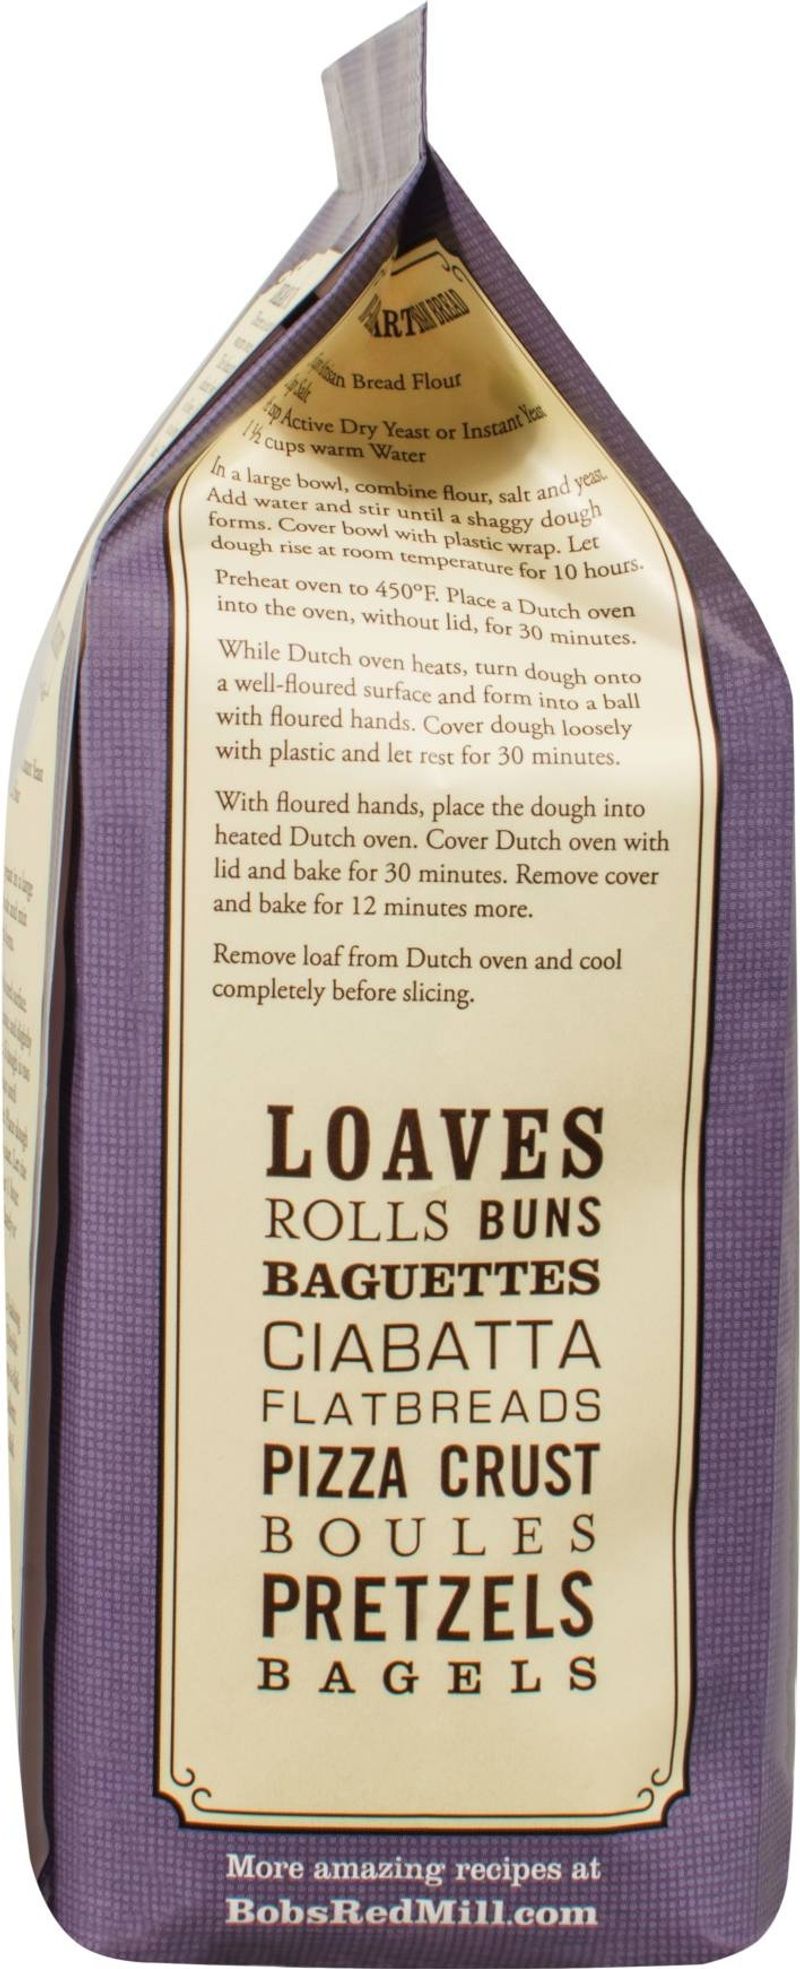 BREAD
Bread Flour
Active Dry Yeast or Instant Yeast
1 ½ cups warm Water
In a large bowl, combine flour, salt and yeast.
Add water and stir until a shaggy dough
forms. Cover bowl with plastic wrap. Let
dough rise at room temperature for 10 hours.
Preheat oven to 450°F. Place a Dutch oven
into the oven, without lid, for 30 minutes.
While Dutch oven heats, turn dough onto
a well-floured surface and form into a ball
with floured hands. Cover dough loosely
with plastic and let rest for 30 minutes.
With floured hands, place the dough into
heated Dutch oven. Cover Dutch oven with
lid and bake for 30 minutes. Remove cover
and bake for 12 minutes more.
Remove loaf from Dutch oven and cool
completely before slicing.
LOAVES
ROLLS BUNS
BAGUETTES
CIABATTA
FLATBREADS
PIZZA CRUST
BOULES
PRETZELS
BAGELS
More amazing recipes at
BobsRedMill.com